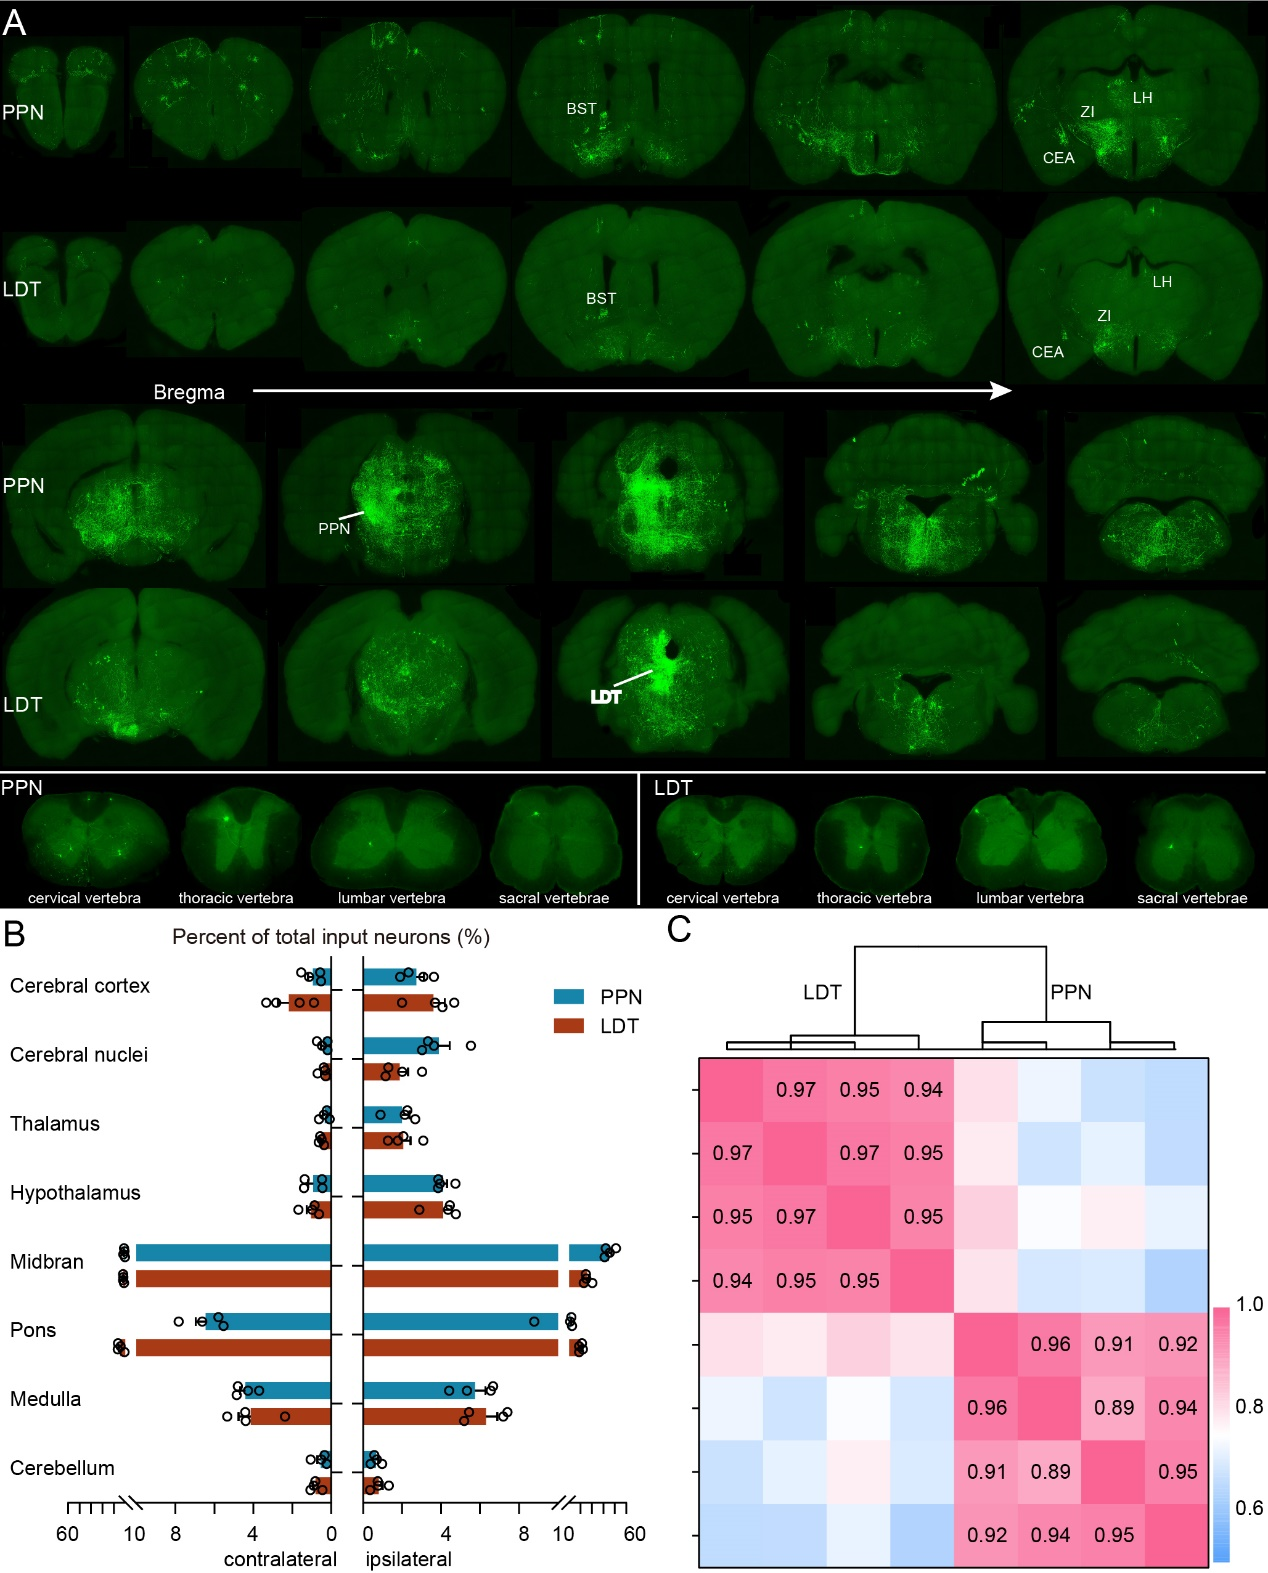 A
PPN
BST
ZI
LH
CEA
LDT
BST
LH
ZI
CEA
Bregma
PPN
PPN
LDT
LDT
PPN
LDT
cervical vertebra
thoracic vertebra
lumbar vertebra
sacral vertebrae
cervical vertebra
thoracic vertebra
lumbar vertebra
sacral vertebrae
B
Percent of total input neurons (%)
Cerebral cortex
Cerebral nuclei
Thalamus
Hypothalamus
Midbran
Pons
Medulla
Cerebellum
PPN
LDT
60 10 8 4 0 0 4 8 10 60
contralateral ipsilateral
C
LDT PPN
0.97 0.95 0.94
0.97 0.97 0.95
0.95 0.97 0.95
0.94 0.95 0.95
0.96 0.91 0.92
0.96 0.89 0.94
0.91 0.89 0.95
0.92 0.94 0.95
1.0
0.8
0.6